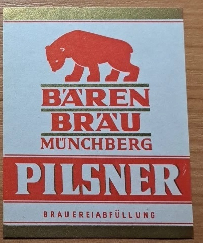 BÄREN
BRÄU
MÜNCHBERG
PILSNER
BRAUEREIABFÜLLUNG